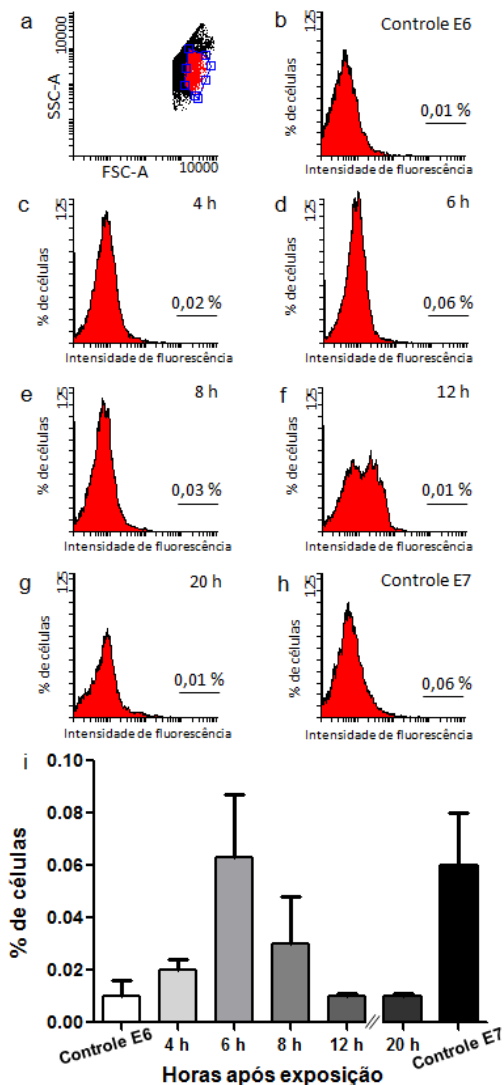 a
10000
SSC-A
FSC-A
10000
b
Controle E6
125
% de células
0,01 %
Intensidade de fluorescência
c
4 h
125
% de células
0,02 %
Intensidade de fluorescência
d
6 h
125
% de células
0,06 %
Intensidade de fluorescência
e
8 h
125
% de células
0,03 %
Intensidade de fluorescência
f
12 h
125
% de células
0,01 %
Intensidade de fluorescência
g
20 h
125
% de células
0,01 %
Intensidade de fluorescência
h
Controle E7
125
% de células
0,06 %
Intensidade de fluorescência
i
0.10
0.08
0.06
0.04
0.02
0.00
% de células
Controle E6
4 h
6 h
8 h
12 h
20 h
Controle E7
Horas após exposição